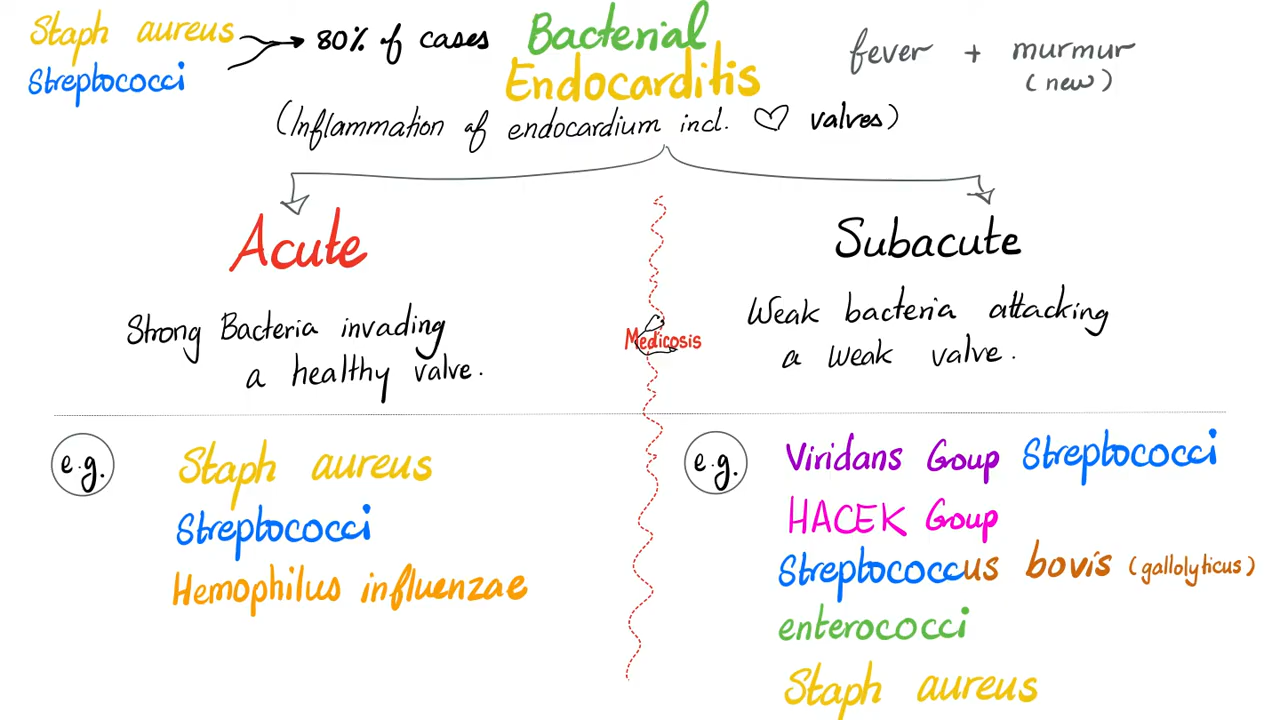 Staph aureus
Streptococci
80% of cases
Bacterial
Endocarditis
fever + murmur
(new)
(Inflammation of endocardium incl. ♡ valves)
Acute
Strong Bacteria invading
a healthy valve.
Subacute
Weak bacteria attacking
a weak valve.
Medicosis
e.g.
Staph aureus
Streptococci
Hemophilus influenzae
e.g.
Viridans Goup Streptococci
HACEK Goup
Streptococcus bovis (gallolyticus)
enterococci
Staph aureus